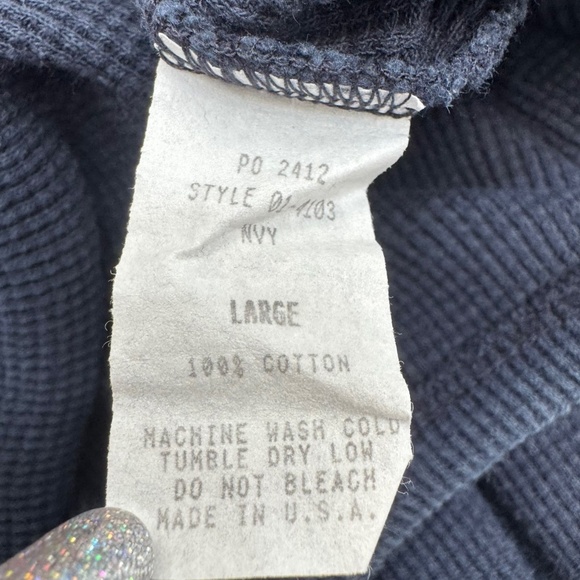 PO 2412
STYLE 01-4103
NVY
LARGE
100% COTTON
MACHINE WASH COLD
TUMBLE DRY LOW
DO NOT BLEACH
MADE IN U.S.A.